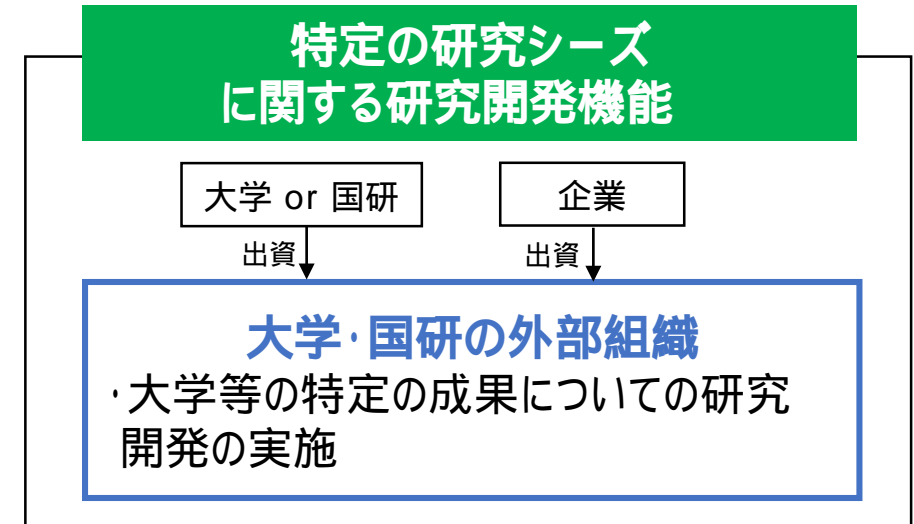 特定の研究シーズ
に関する研究開発機能
大学 or 国研
企業
出資
出資
大学・国研の外部組織
・大学等の特定の成果についての研究
開発の実施